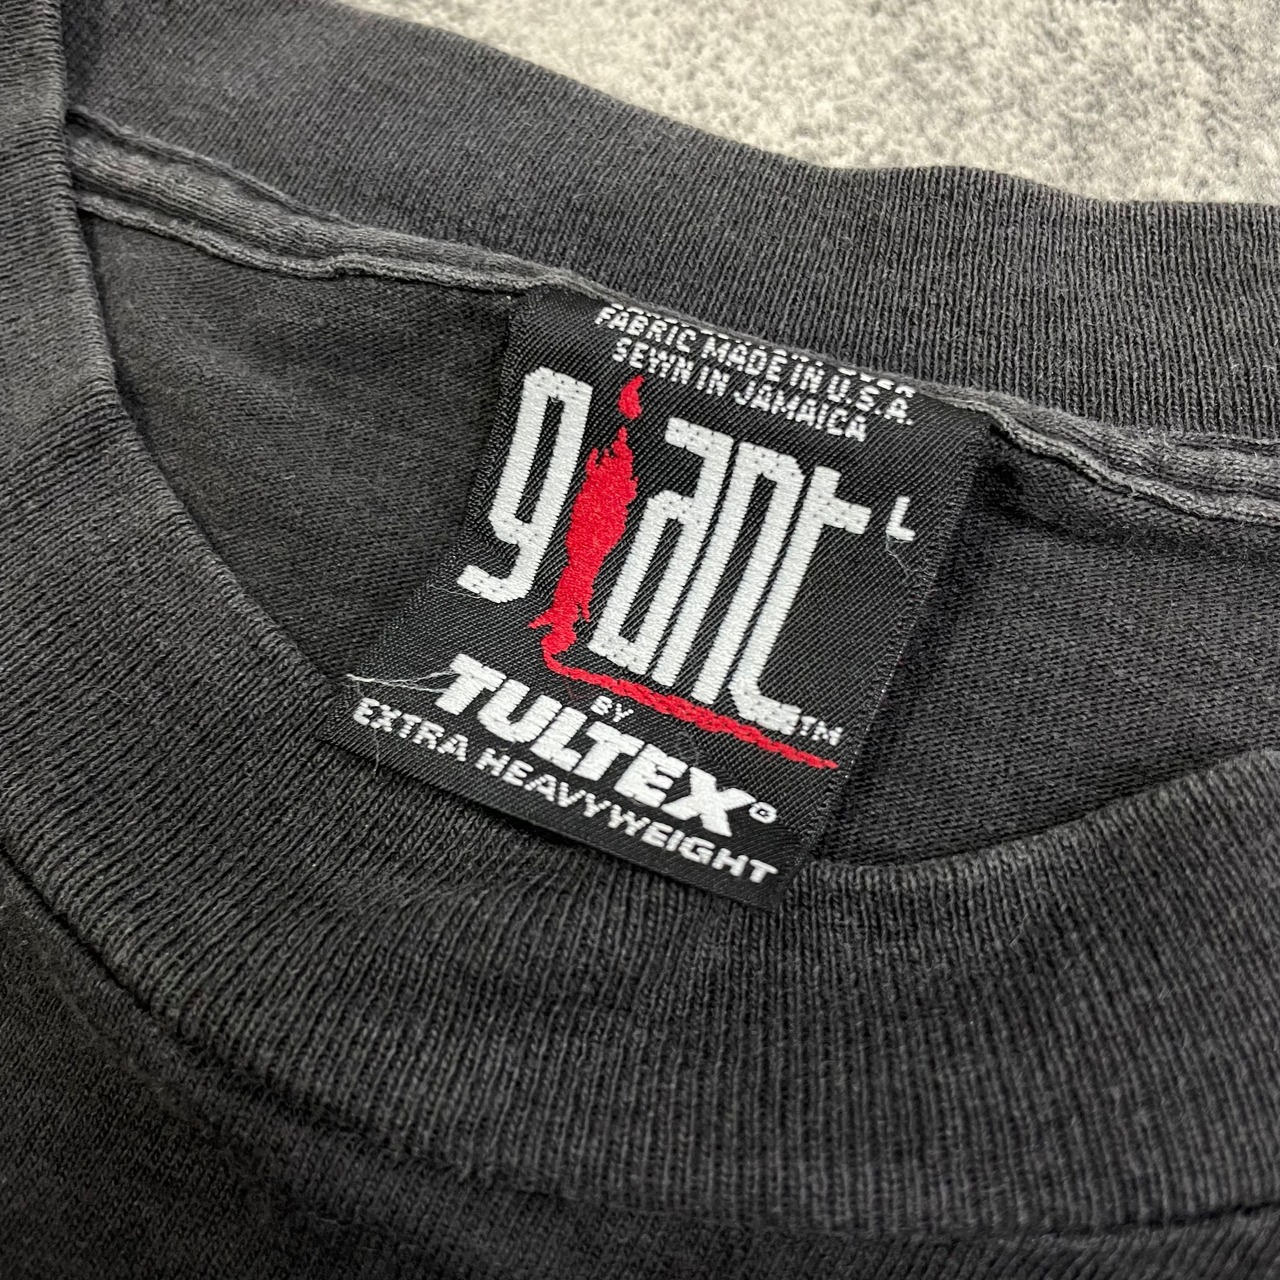 FABRIC MADE IN U.S.A.
SEWN IN JAMAICA
giant L
TM
BY
TULTEX®
EXTRA HEAVYWEIGHT